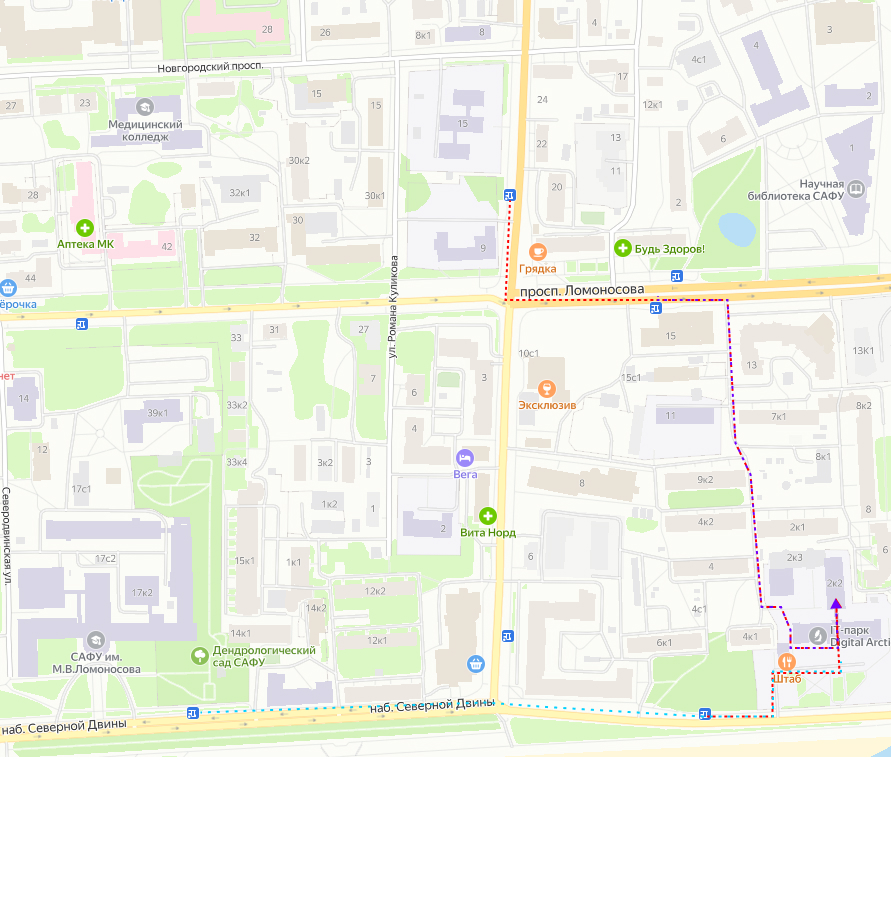 28
26
8к1
8
4
4
3
4с1
17
2
Новгородский просп.
27
23
15
15
24
12к1
Медицинский
колледж
15
22
13
6
1
30к2
11
28
32к1
30к1
20
2
Научная
библиотека САФУ
30
Аптека МК
42
32
9
Будь Здоров!
Грядка
44
ул. Романа Куликова
просп. Ломоносова
ёрочка
33
31
27
15
10с1
13
13К1
нет
7
3
15с1
14
33к2
6
Эксклюзив
39к1
4
11
7к1
8к2
12
33к4
3к2
3
Вега
8к1
17с1
8
9к2
Северодвинская ул.
1к2
1
2
Вита Норд
4к2
2к1
8
17с2
6
6
15к1
1к1
12к2
4
2к3
2к2
17к2
14к2
4с1
14к1
12к1
6к1
4к1
IT-парк
Digital Arcti
САФУ им.
М.В.Ломоносова
Дендрологический
сад САФУ
Штаб
наб. Северной Двины
наб. Северной Двины